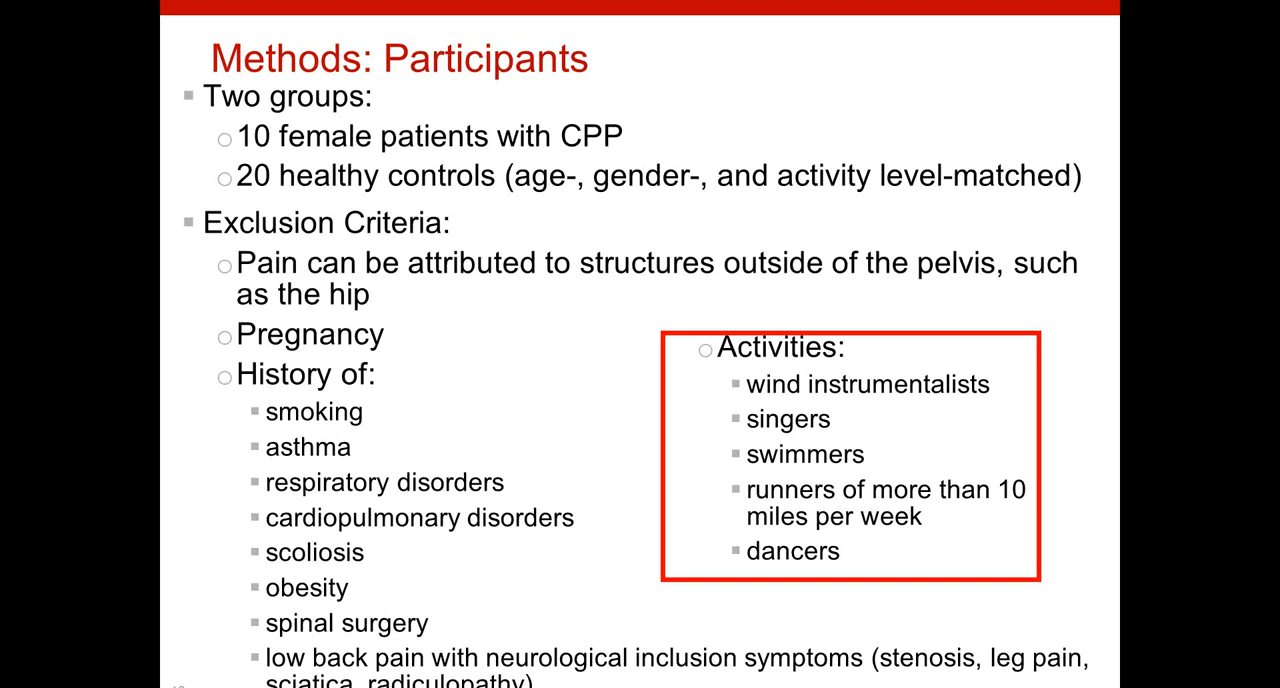 Methods: Participants
Two groups:
10 female patients with CPP
20 healthy controls (age-, gender-, and activity level-matched)
Exclusion Criteria:
Pain can be attributed to structures outside of the pelvis, such
as the hip
Pregnancy
History of:
smoking
asthma
respiratory disorders
cardiopulmonary disorders
scoliosis
obesity
spinal surgery
low back pain with neurological inclusion symptoms (stenosis, leg pain,
sciatica, radiculopathy)
Activities:
wind instrumentalists
singers
swimmers
runners of more than 10
miles per week
dancers